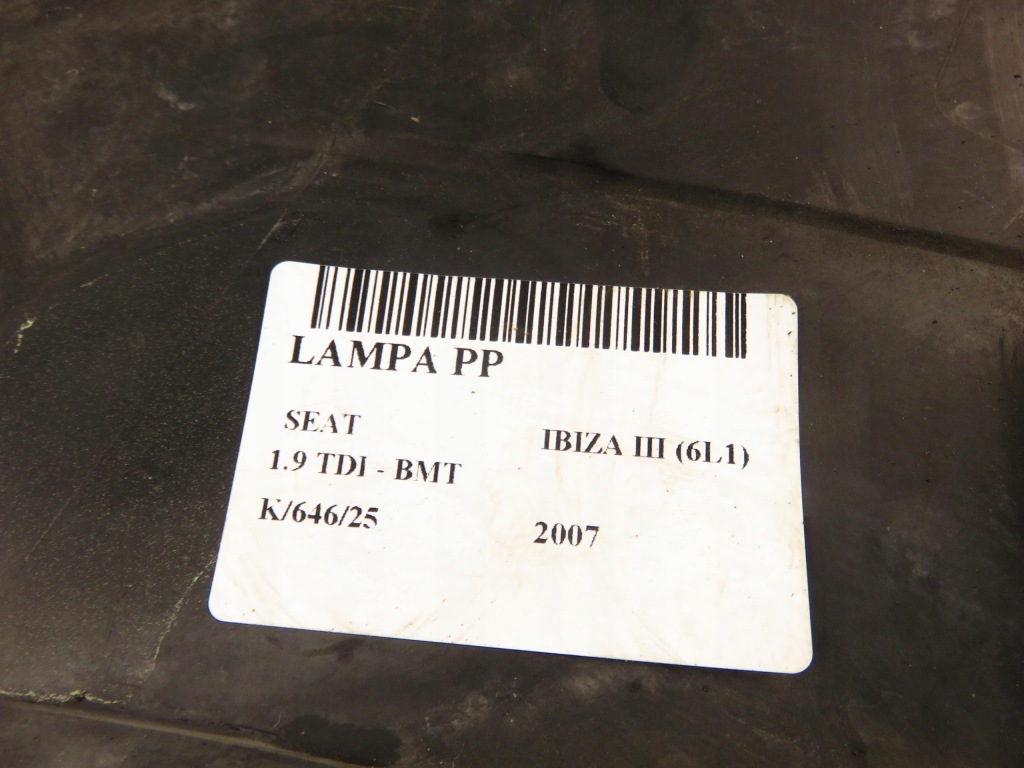 LAMPA PP
SEAT IBIZA III (6L1)
1.9 TDI - BMT
K/646/25 2007